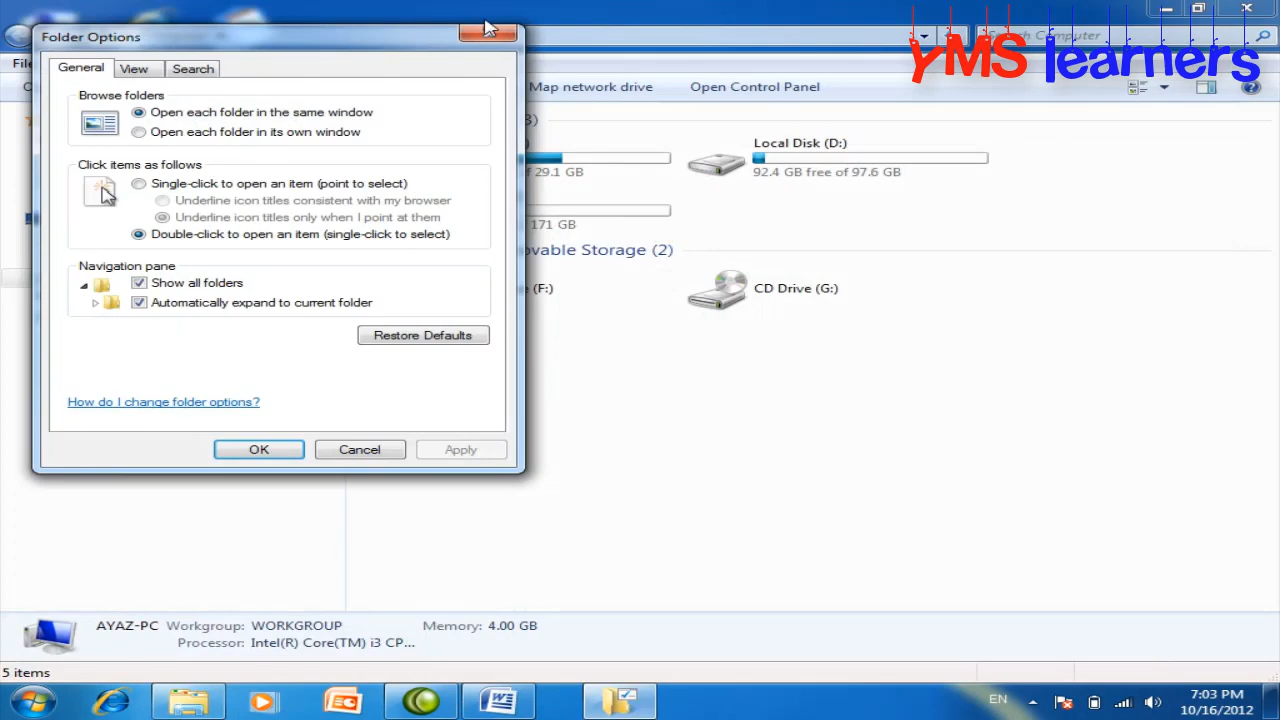 Folder Options
YMS learners
Search Computer
File
General
View
Search
Map network drive
Open Control Panel
Browse folders
Open each folder in the same window
Open each folder in its own window
Click items as follows
Single-click to open an item (point to select)
Underline icon titles consistent with my browser
Underline icon titles only when I point at them
Double-click to open an item (single-click to select)
Navigation pane
Show all folders
Automatically expand to current folder
Restore Defaults
How do I change folder options?
OK
Cancel
Apply
3)
Local Disk (D:)
of 29.1 GB
92.4 GB free of 97.6 GB
171 GB
ovable Storage (2)
(F:)
CD Drive (G:)
AYAZ-PC Workgroup: WORKGROUP Memory: 4.00 GB
Processor: Intel(R) Core(TM) i3 CP...
5 items
EN
7:03 PM
10/16/2012